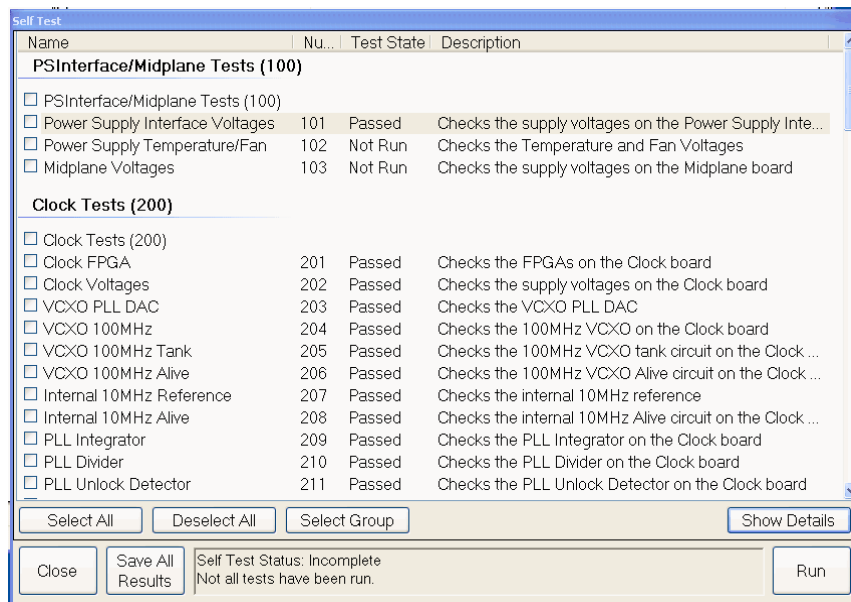 Self Test
Name Nu... Test State Description
PSInterface/Midplane Tests (100)
PSInterface/Midplane Tests (100)
Power Supply Interface Voltages 101 Passed Checks the supply voltages on the Power Supply Inte...
Power Supply Temperature/Fan 102 Not Run Checks the Temperature and Fan Voltages
Midplane Voltages 103 Not Run Checks the supply voltages on the Midplane board
Clock Tests (200)
Clock Tests (200)
Clock FPGA 201 Passed Checks the FPGAs on the Clock board
Clock Voltages 202 Passed Checks the supply voltages on the Clock board
VCXO PLL DAC 203 Passed Checks the VCXO PLL DAC
VCXO 100MHz 204 Passed Checks the 100MHz VCXO on the Clock board
VCXO 100MHz Tank 205 Passed Checks the 100MHz VCXO tank circuit on the Clock ...
VCXO 100MHz Alive 206 Passed Checks the 100MHz VCXO Alive circuit on the Clock ...
Internal 10MHz Reference 207 Passed Checks the internal 10MHz reference
Internal 10MHz Alive 208 Passed Checks the internal 10MHz Alive circuit on the Clock ...
PLL Integrator 209 Passed Checks the PLL Integrator on the Clock board
PLL Divider 210 Passed Checks the PLL Divider on the Clock board
PLL Unlock Detector 211 Passed Checks the PLL Unlock Detector on the Clock board
Select All Deselect All Select Group Show Details
Close Save All Results Self Test Status: Incomplete
Not all tests have been run. Run